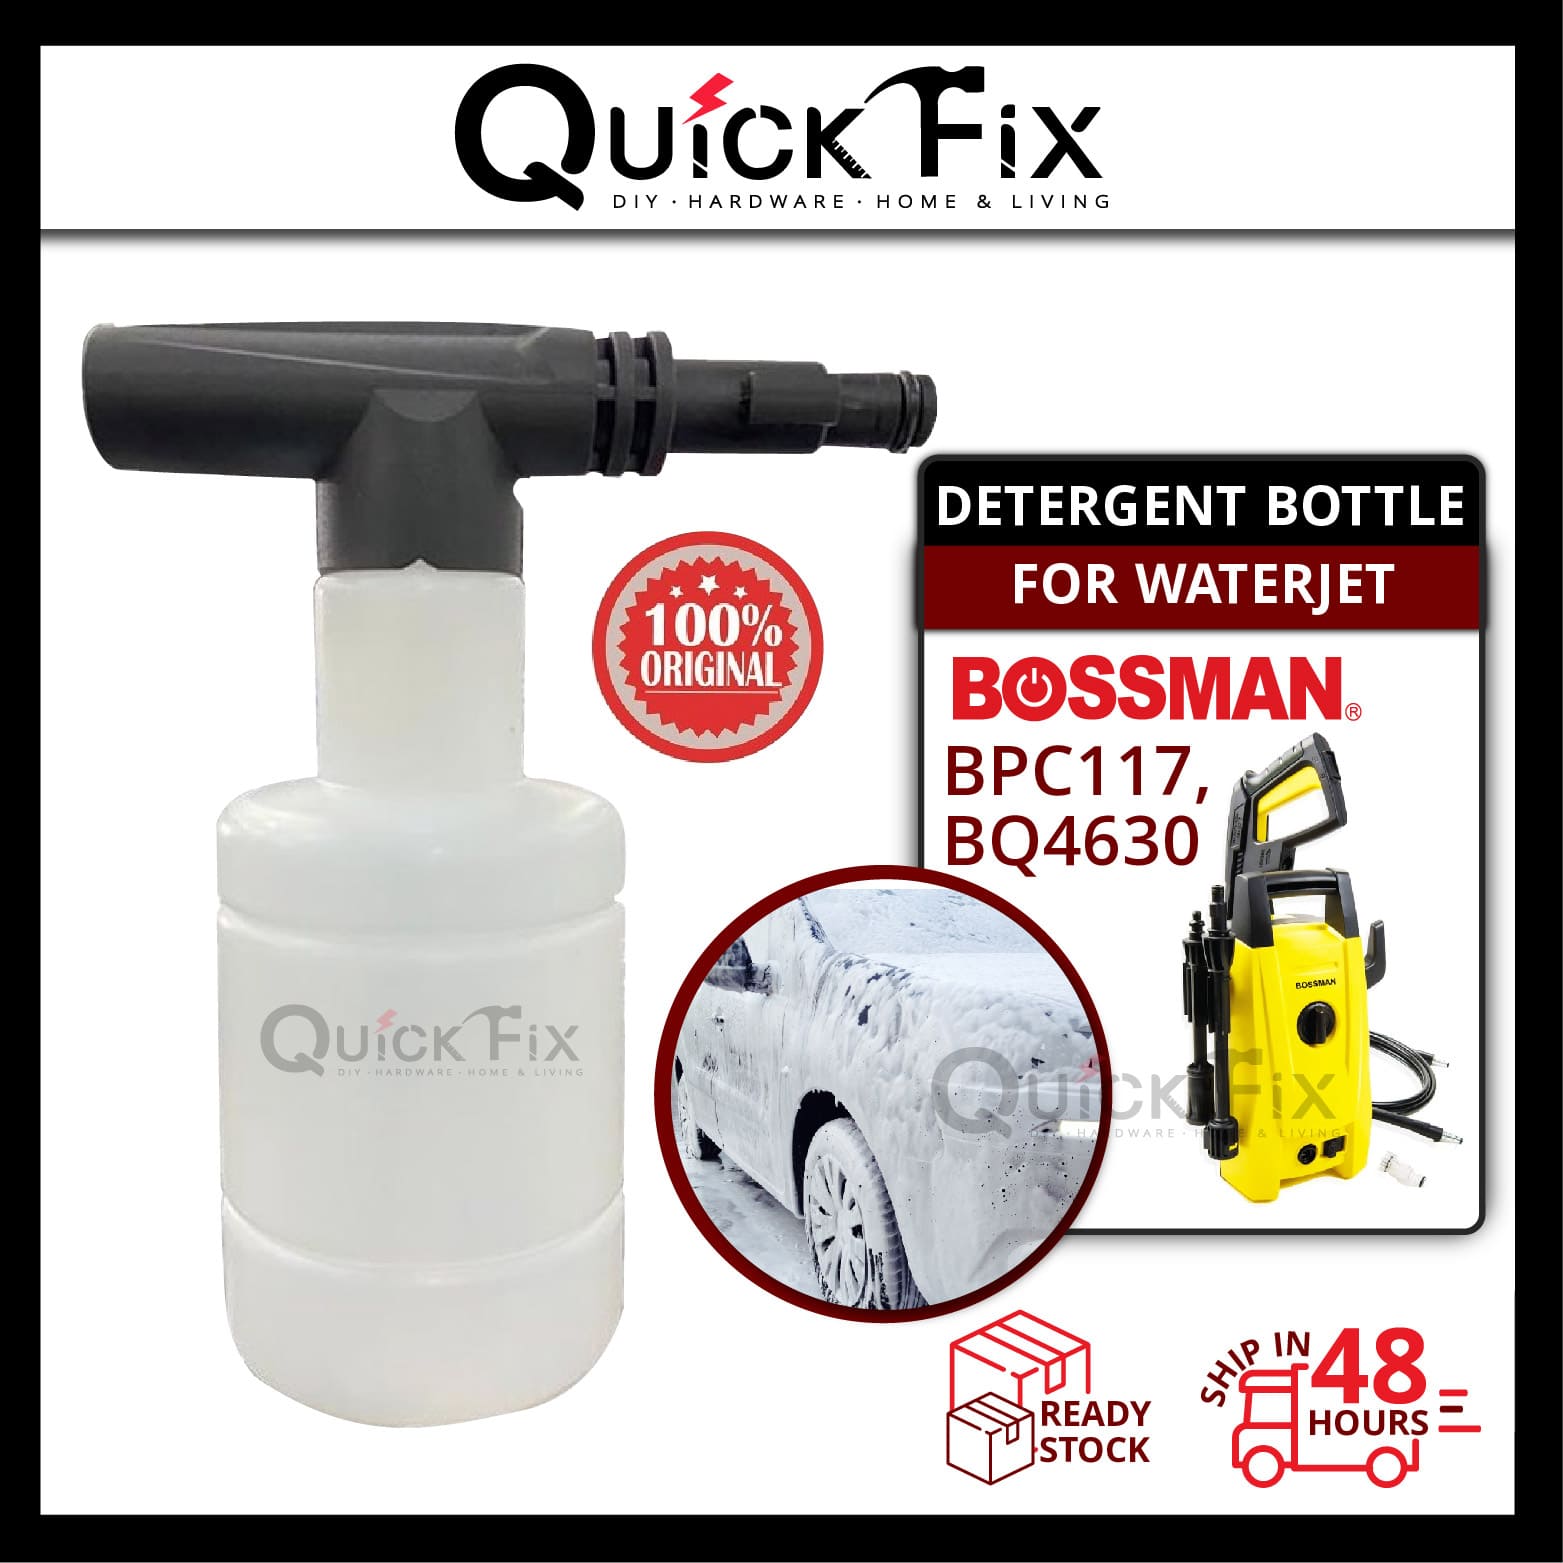 QUICK FIX
DIY · HARDWARE · HOME & LIVING
DETERGENT BOTTLE
FOR WATERJET
100%
ORIGINAL
BOSSMAN®
BPC117,
BQ4630
BOSSMAN
QUICK FIX
DIY · HARDWARE · HOME & LIVING
QUICK FIX
DIY · HARDWARE · HOME & LIVING
READY
STOCK
SHIP IN 48
HOURS